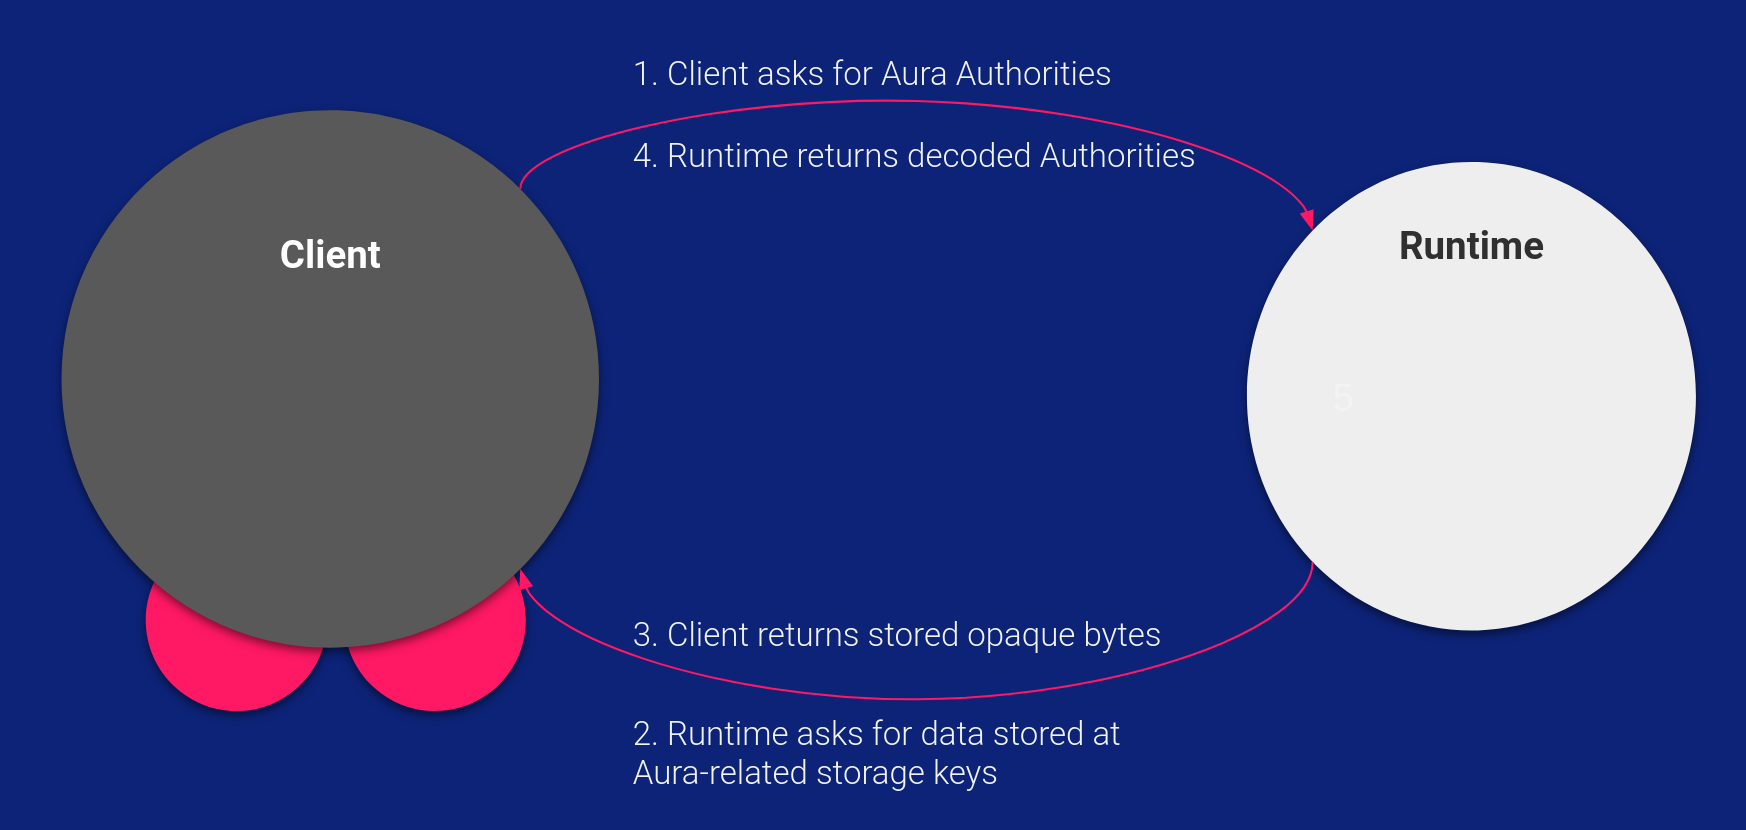 1. Client asks for Aura Authorities
4. Runtime returns decoded Authorities
Client
Runtime
5
3. Client returns stored opaque bytes
2. Runtime asks for data stored at
Aura-related storage keys